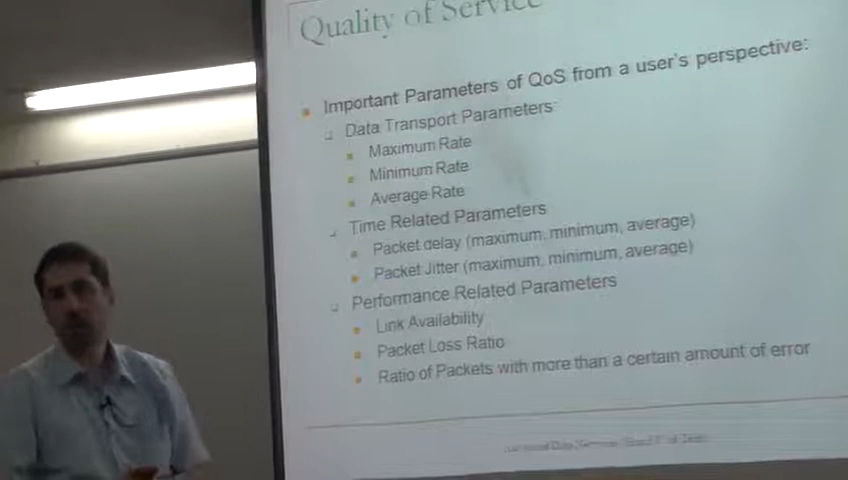 Quality of Service
Important Parameters of QoS from a user's perspective:
Data Transport Parameters:
Maximum Rate
Minimum Rate
Average Rate
Time Related Parameters
Packet delay (maximum, minimum, average)
Packet Jitter (maximum, minimum, average)
Performance Related Parameters
Link Availability
Packet Loss Ratio
Ratio of Packets with more than a certain amount of error